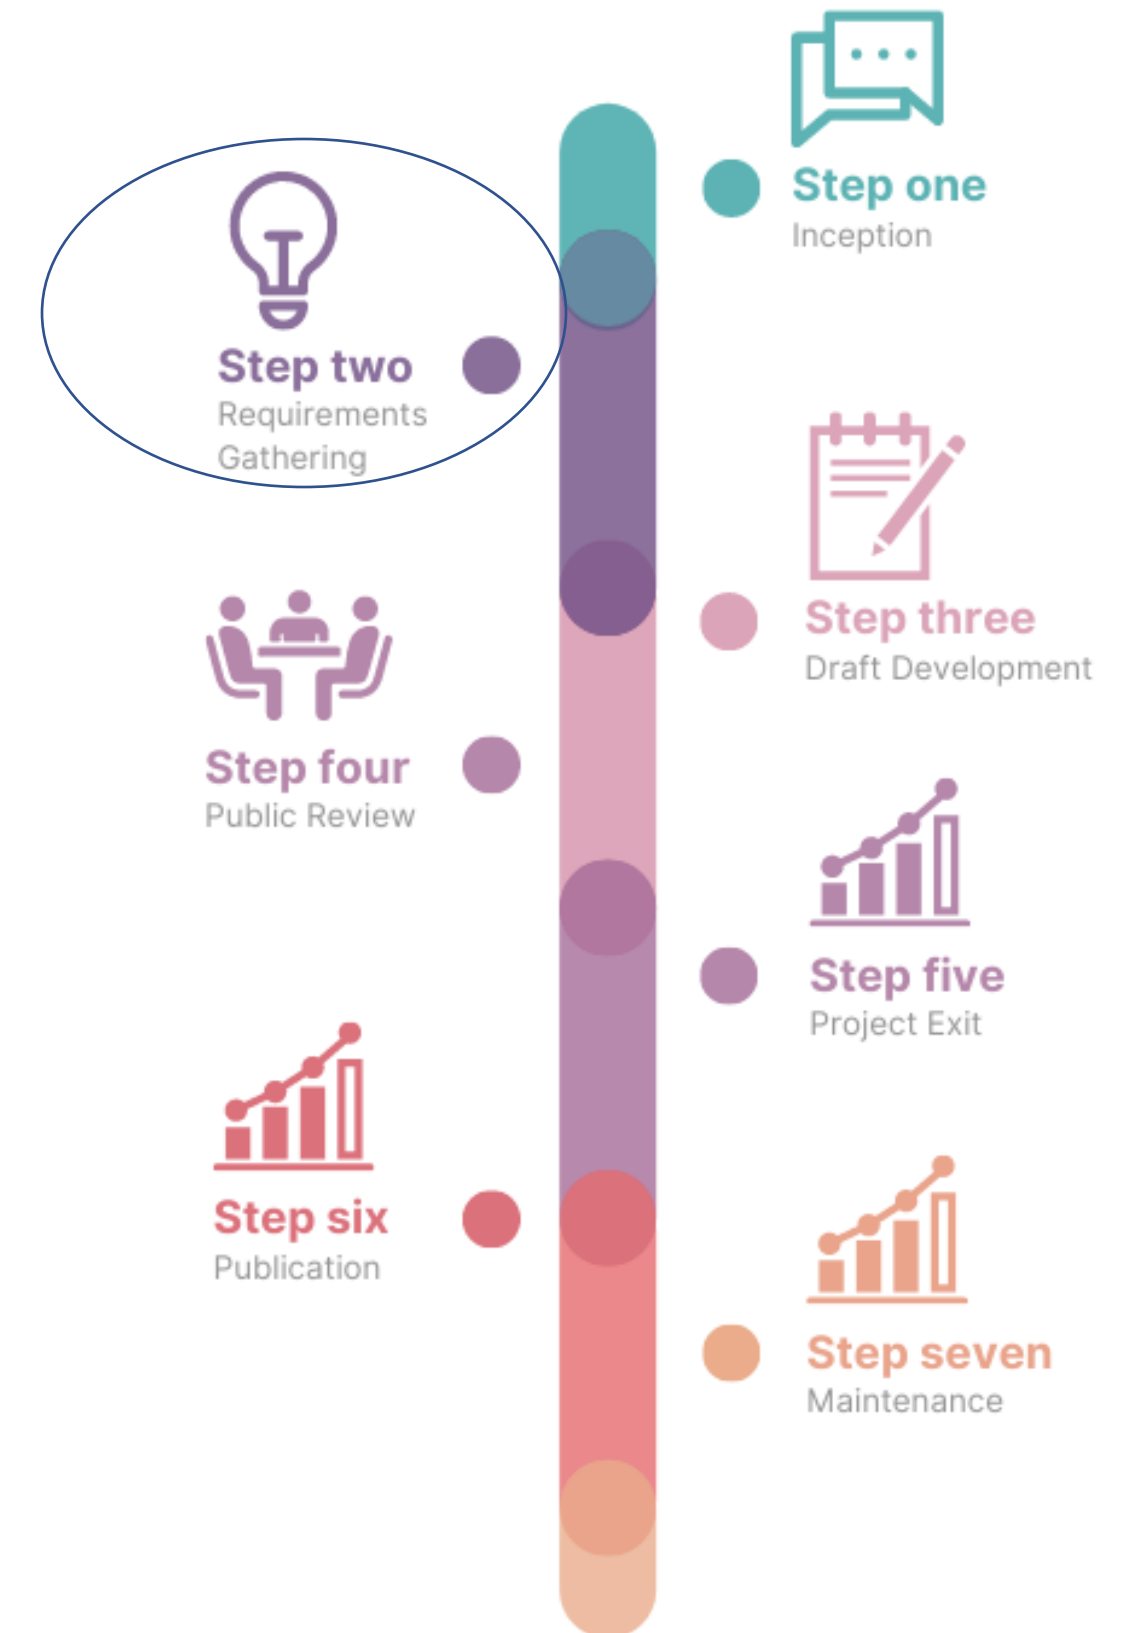 Step one
Inception
Step two
Requirements
Gathering
Step three
Draft Development
Step four
Public Review
Step five
Project Exit
Step six
Publication
Step seven
Maintenance